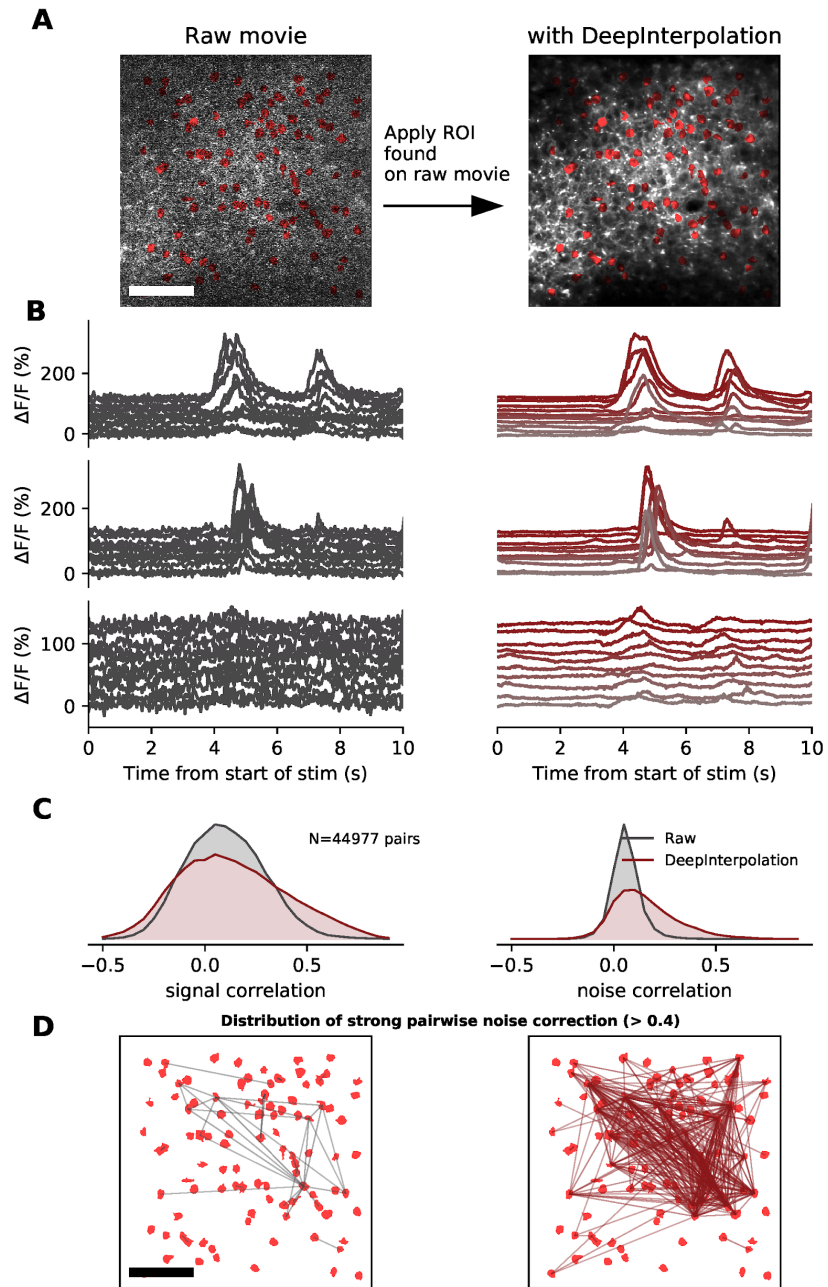 A
Raw movie
with DeepInterpolation
Apply ROI
found
on raw movie
B
ΔF/F (%)
200
0
ΔF/F (%)
200
0
ΔF/F (%)
100
0
0 2 4 6 8 10
Time from start of stim (s)
0 2 4 6 8 10
Time from start of stim (s)
C
N=44977 pairs
Raw
DeepInterpolation
−0.5 0.0 0.5
signal correlation
−0.5 0.0 0.5
noise correlation
D
Distribution of strong pairwise noise correction (> 0.4)